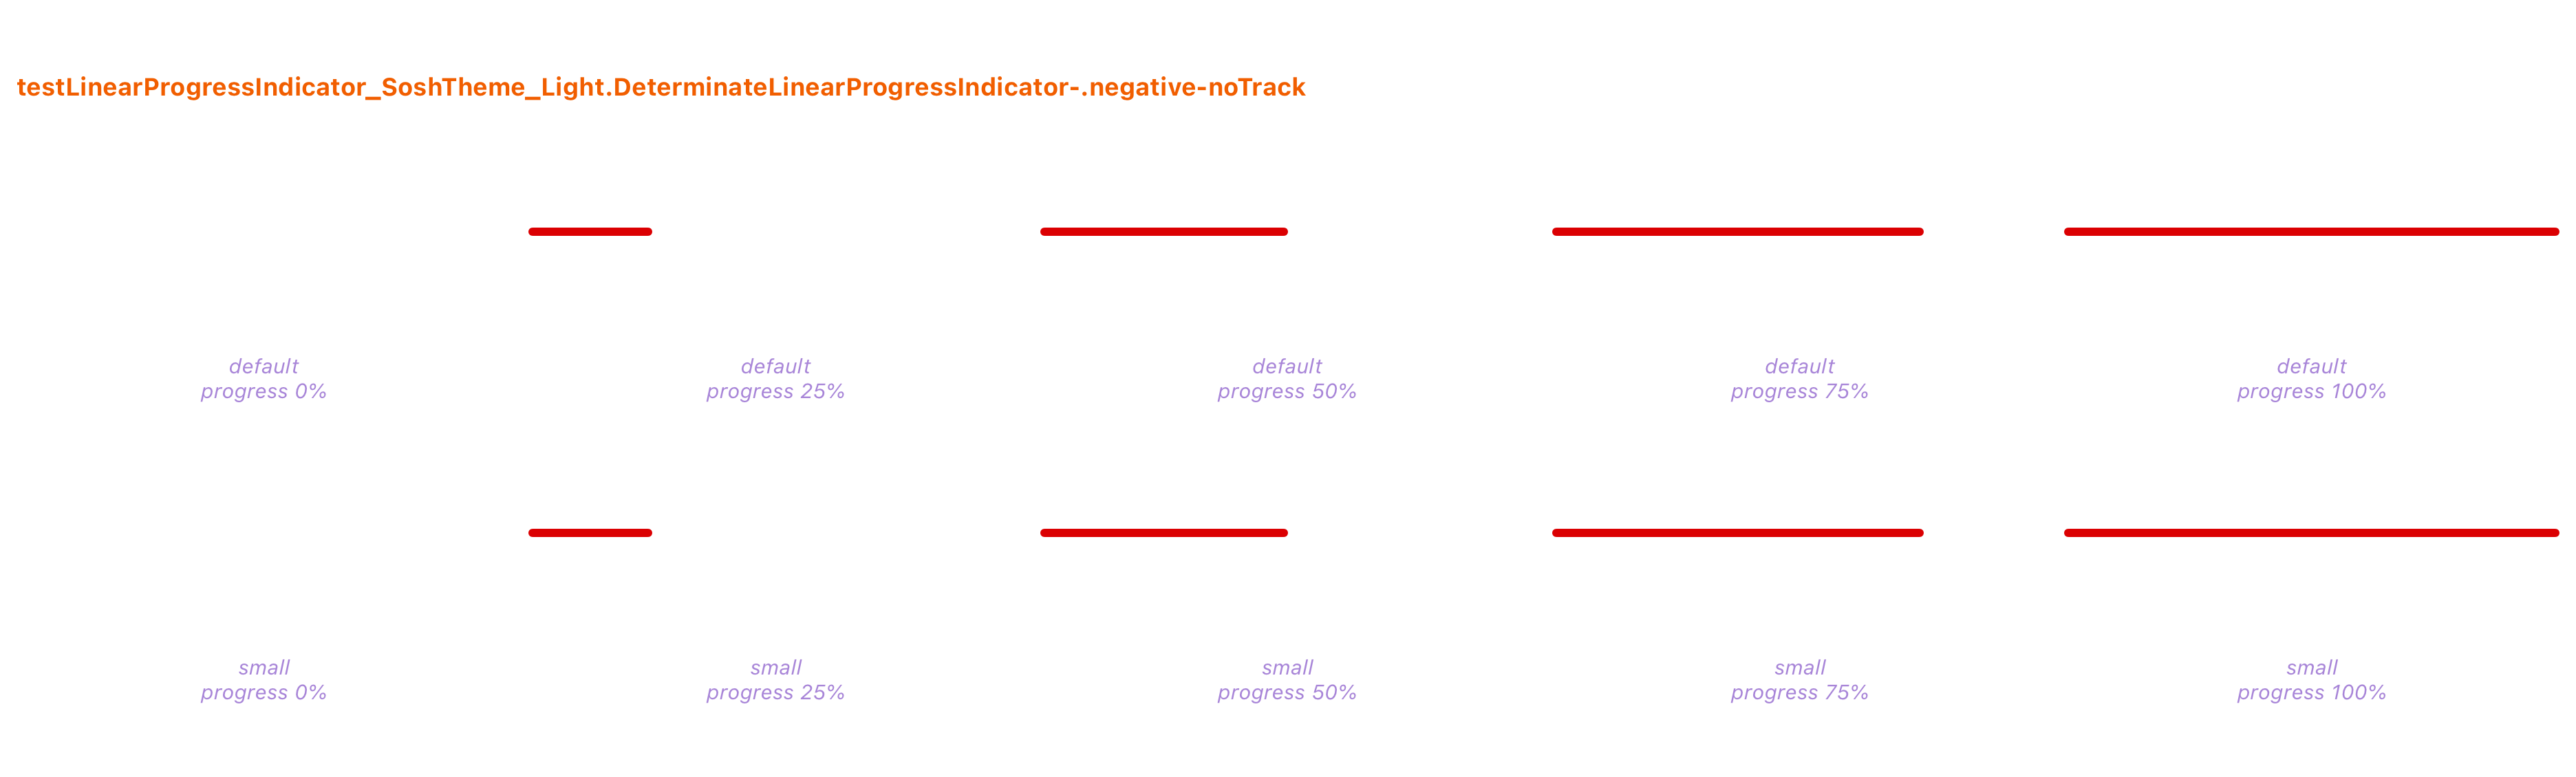 testLinearProgressIndicator_SoshTheme_Light.DeterminateLinearProgressIndicator-.negative-noTrack
default
progress 0%
default
progress 25%
default
progress 50%
default
progress 75%
default
progress 100%
small
progress 0%
small
progress 25%
small
progress 50%
small
progress 75%
small
progress 100%